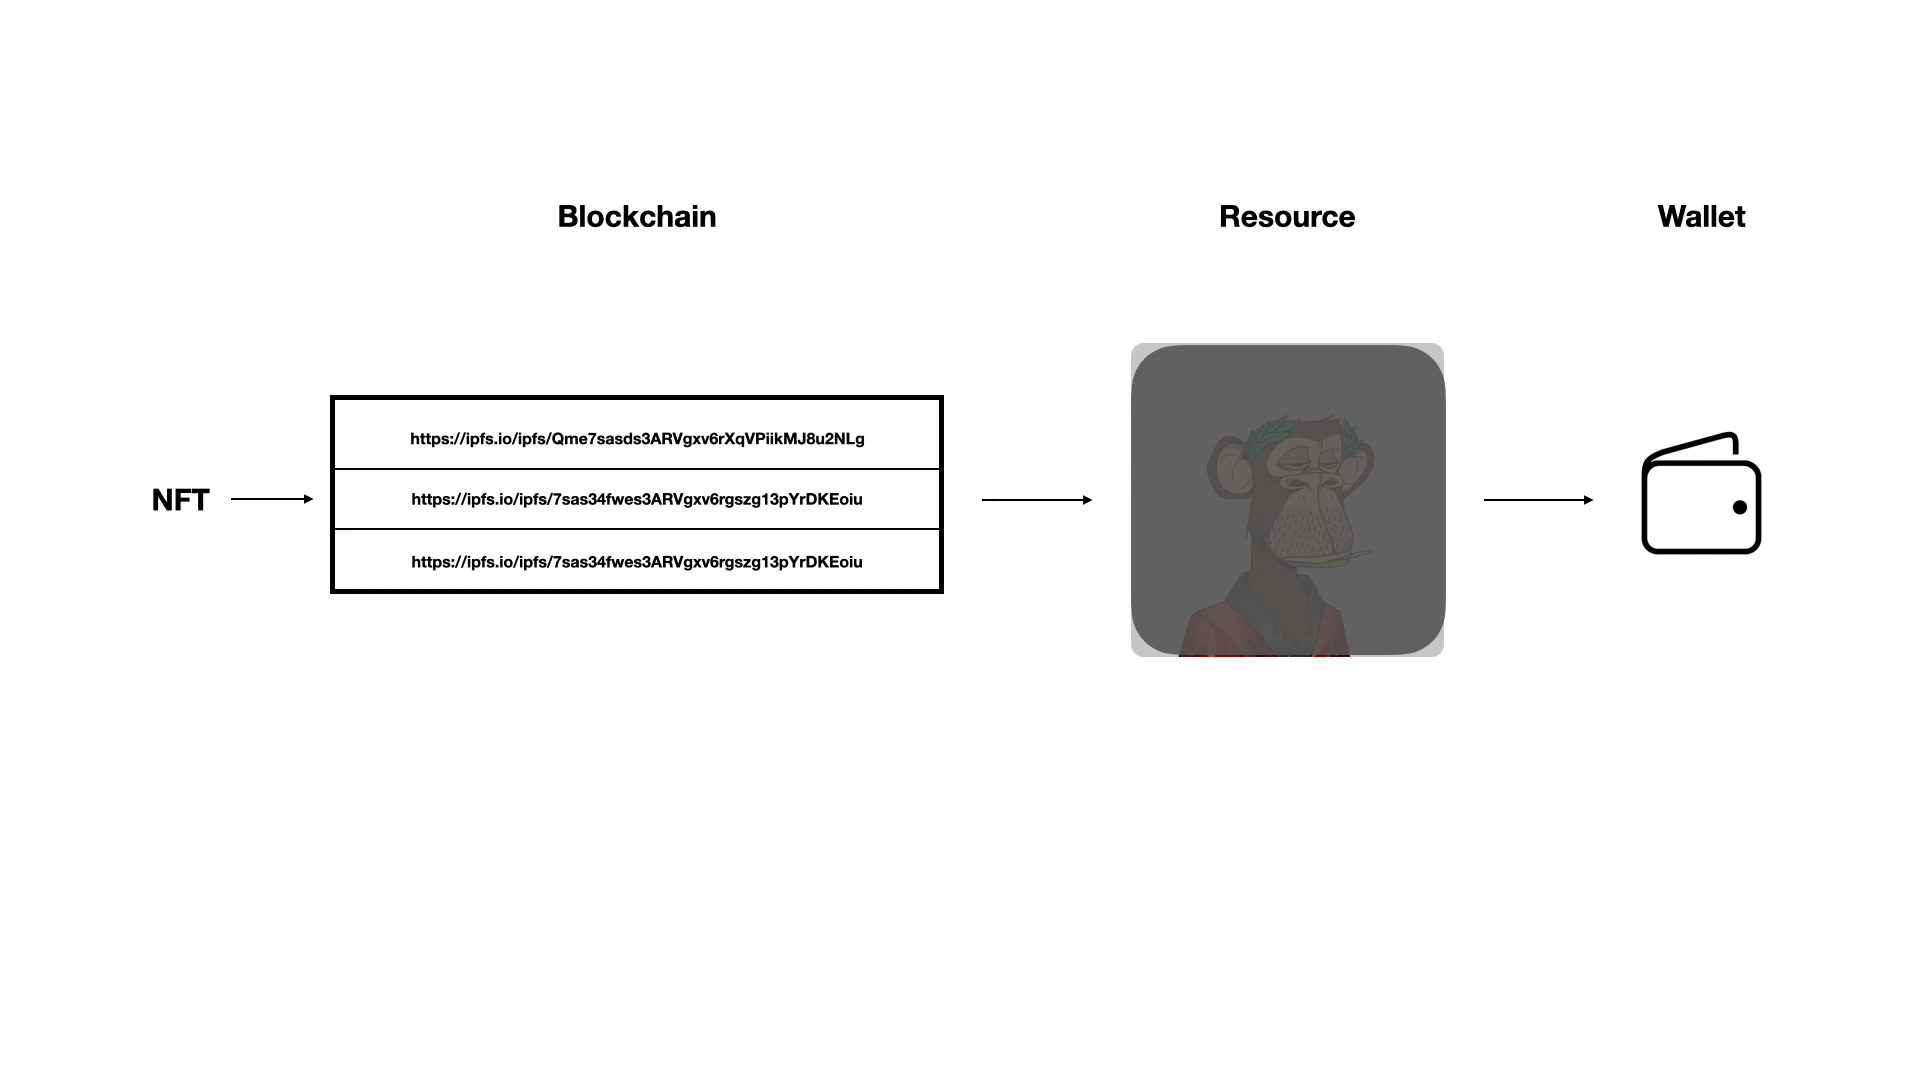 Blockchain
Resource
Wallet
NFT
https://ipfs.io/ipfs/Qme7sasds3ARVgxv6rXqVPiikMJ8u2NLg
https://ipfs.io/ipfs/7sas34fwes3ARVgxv6rgszg13pYrDKEoiu
https://ipfs.io/ipfs/7sas34fwes3ARVgxv6rgszg13pYrDKEoiu